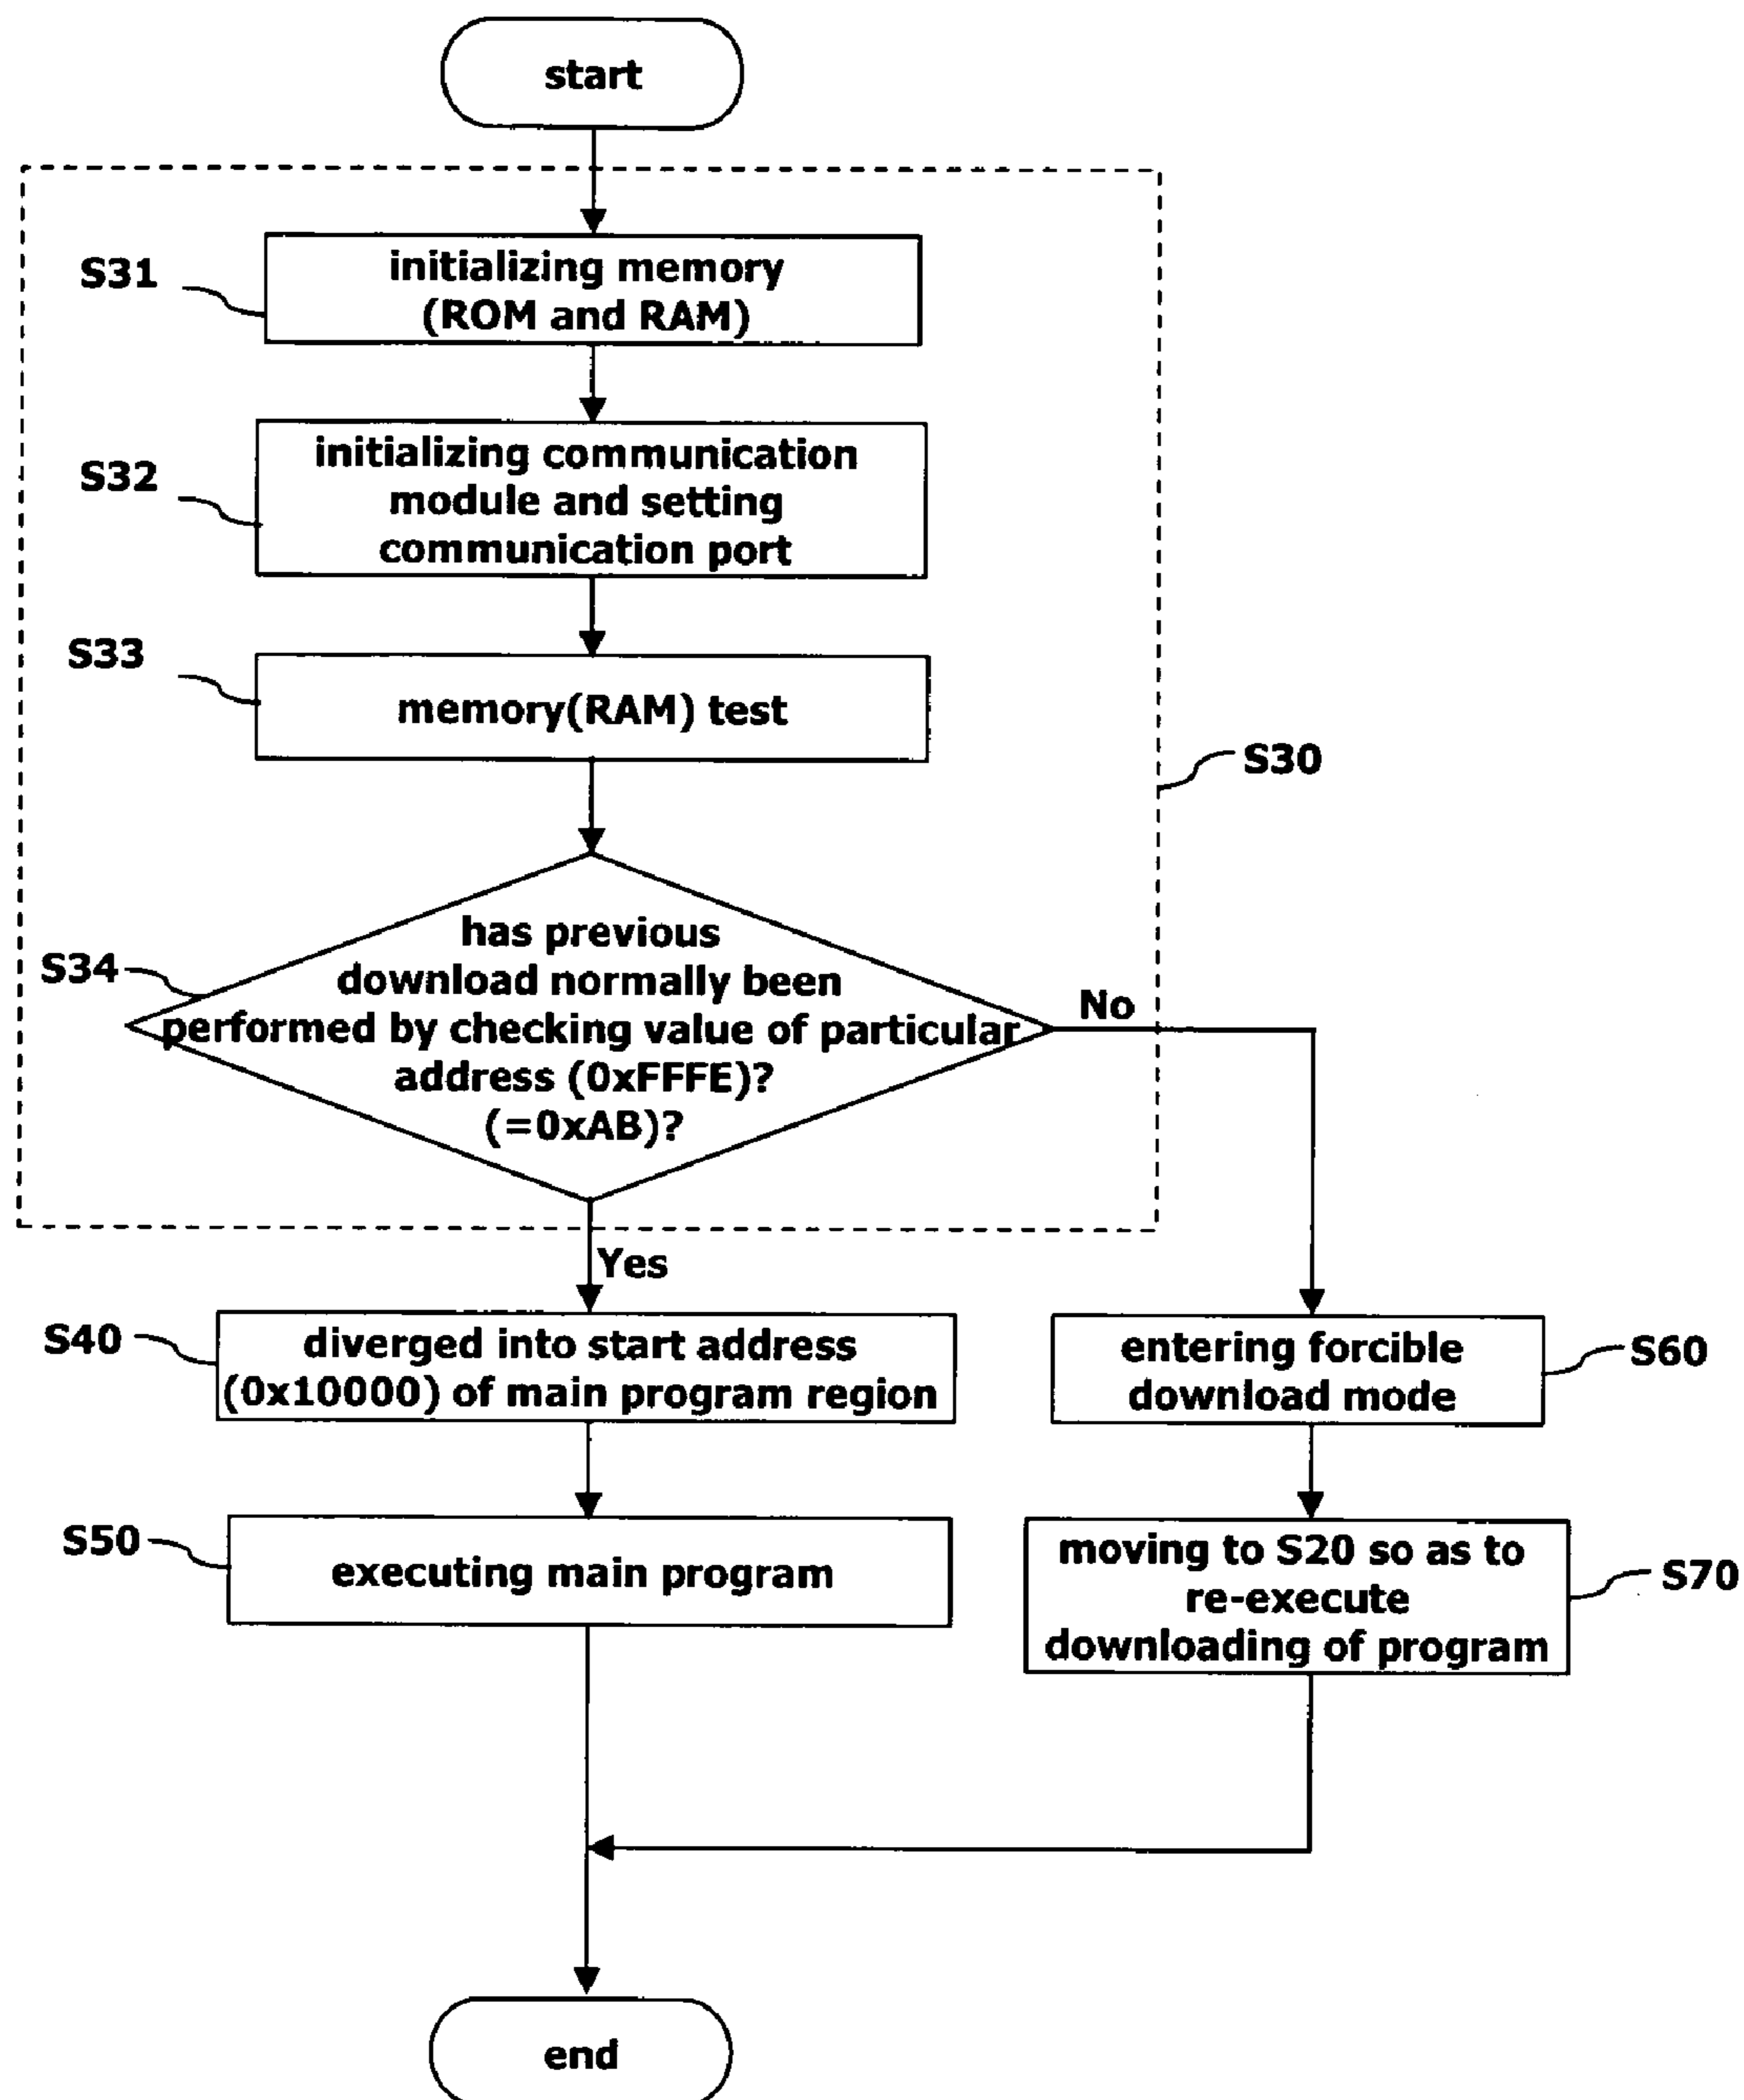 start
S31
initializing memory
(ROM and RAM)
S32
initializing communication
module and setting
communication port
S33
memory(RAM) test
S30
S34
has previous
download normally been
performed by checking value of particular
address (0xFFFE)?
(=0xAB)?
No
Yes
S40
diverged into start address
(0x10000) of main program region
entering forcible
download mode
S60
S50
executing main program
moving to S20 so as to
re-execute
downloading of program
S70
end